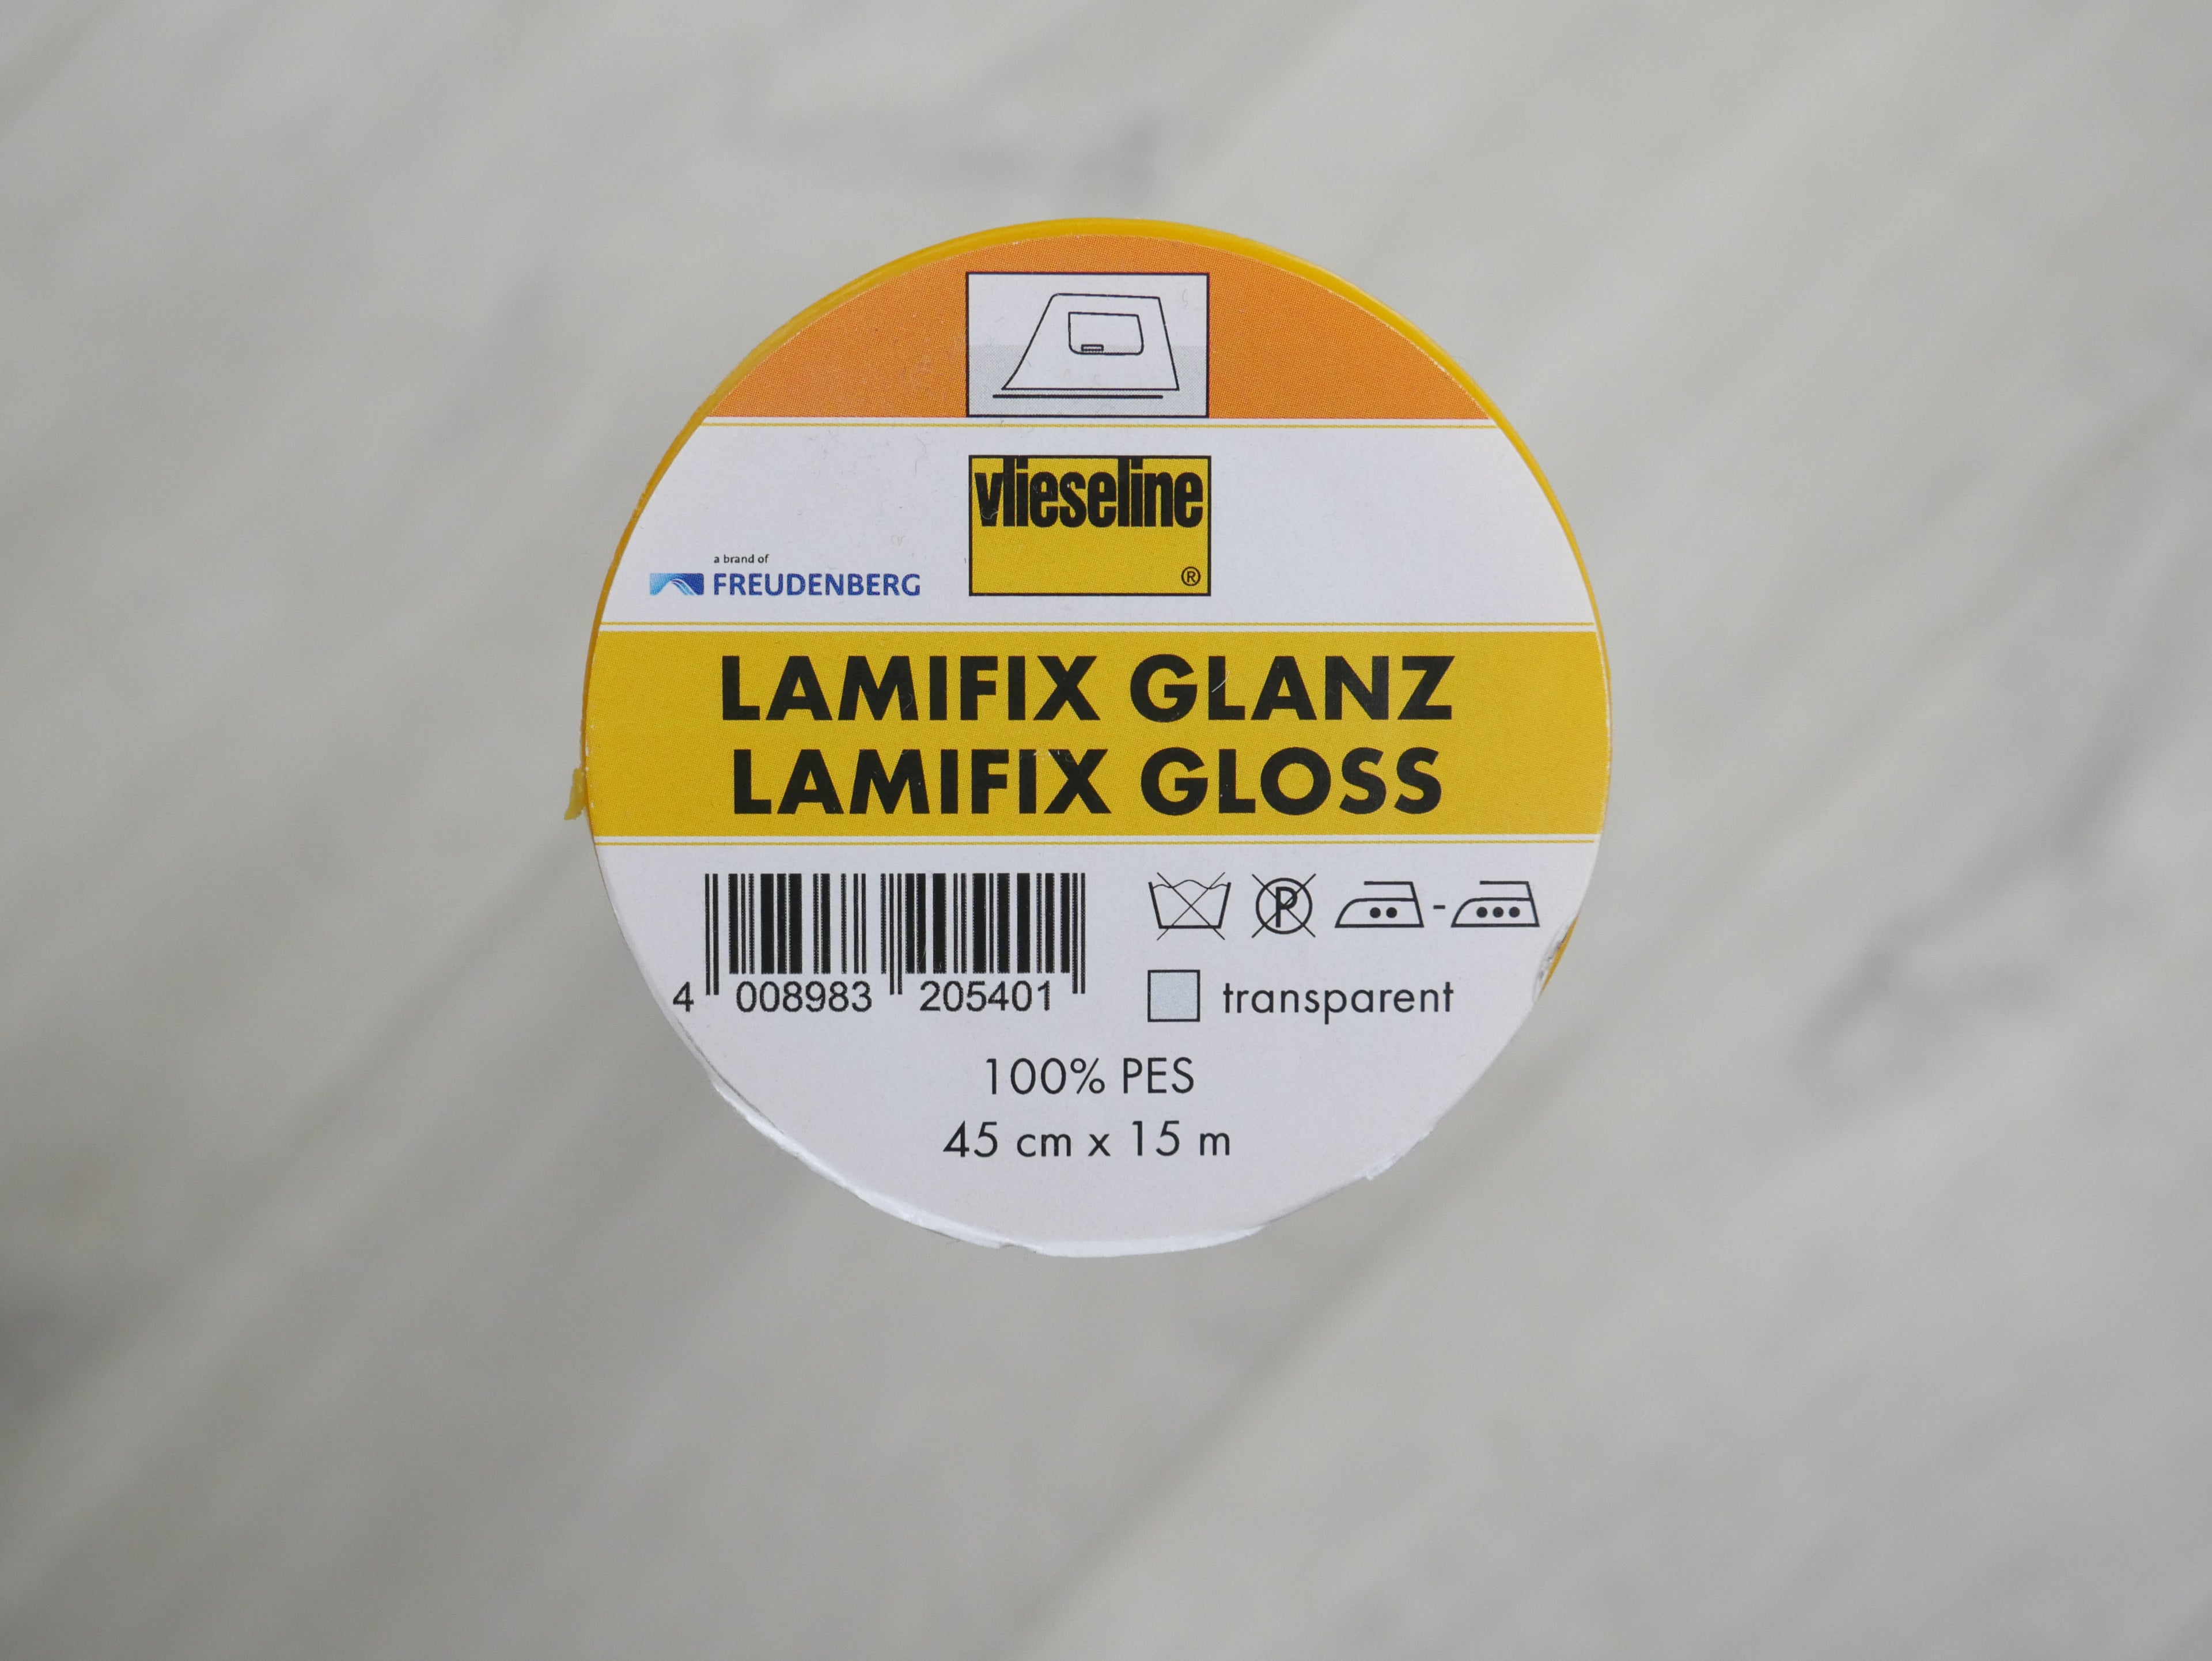 vlieseline
®
a brand of
FREUDENBERG
LAMIFIX GLANZ
LAMIFIX GLOSS
P
4 008983 205401
transparent
100% PES
45 cm x 15 m